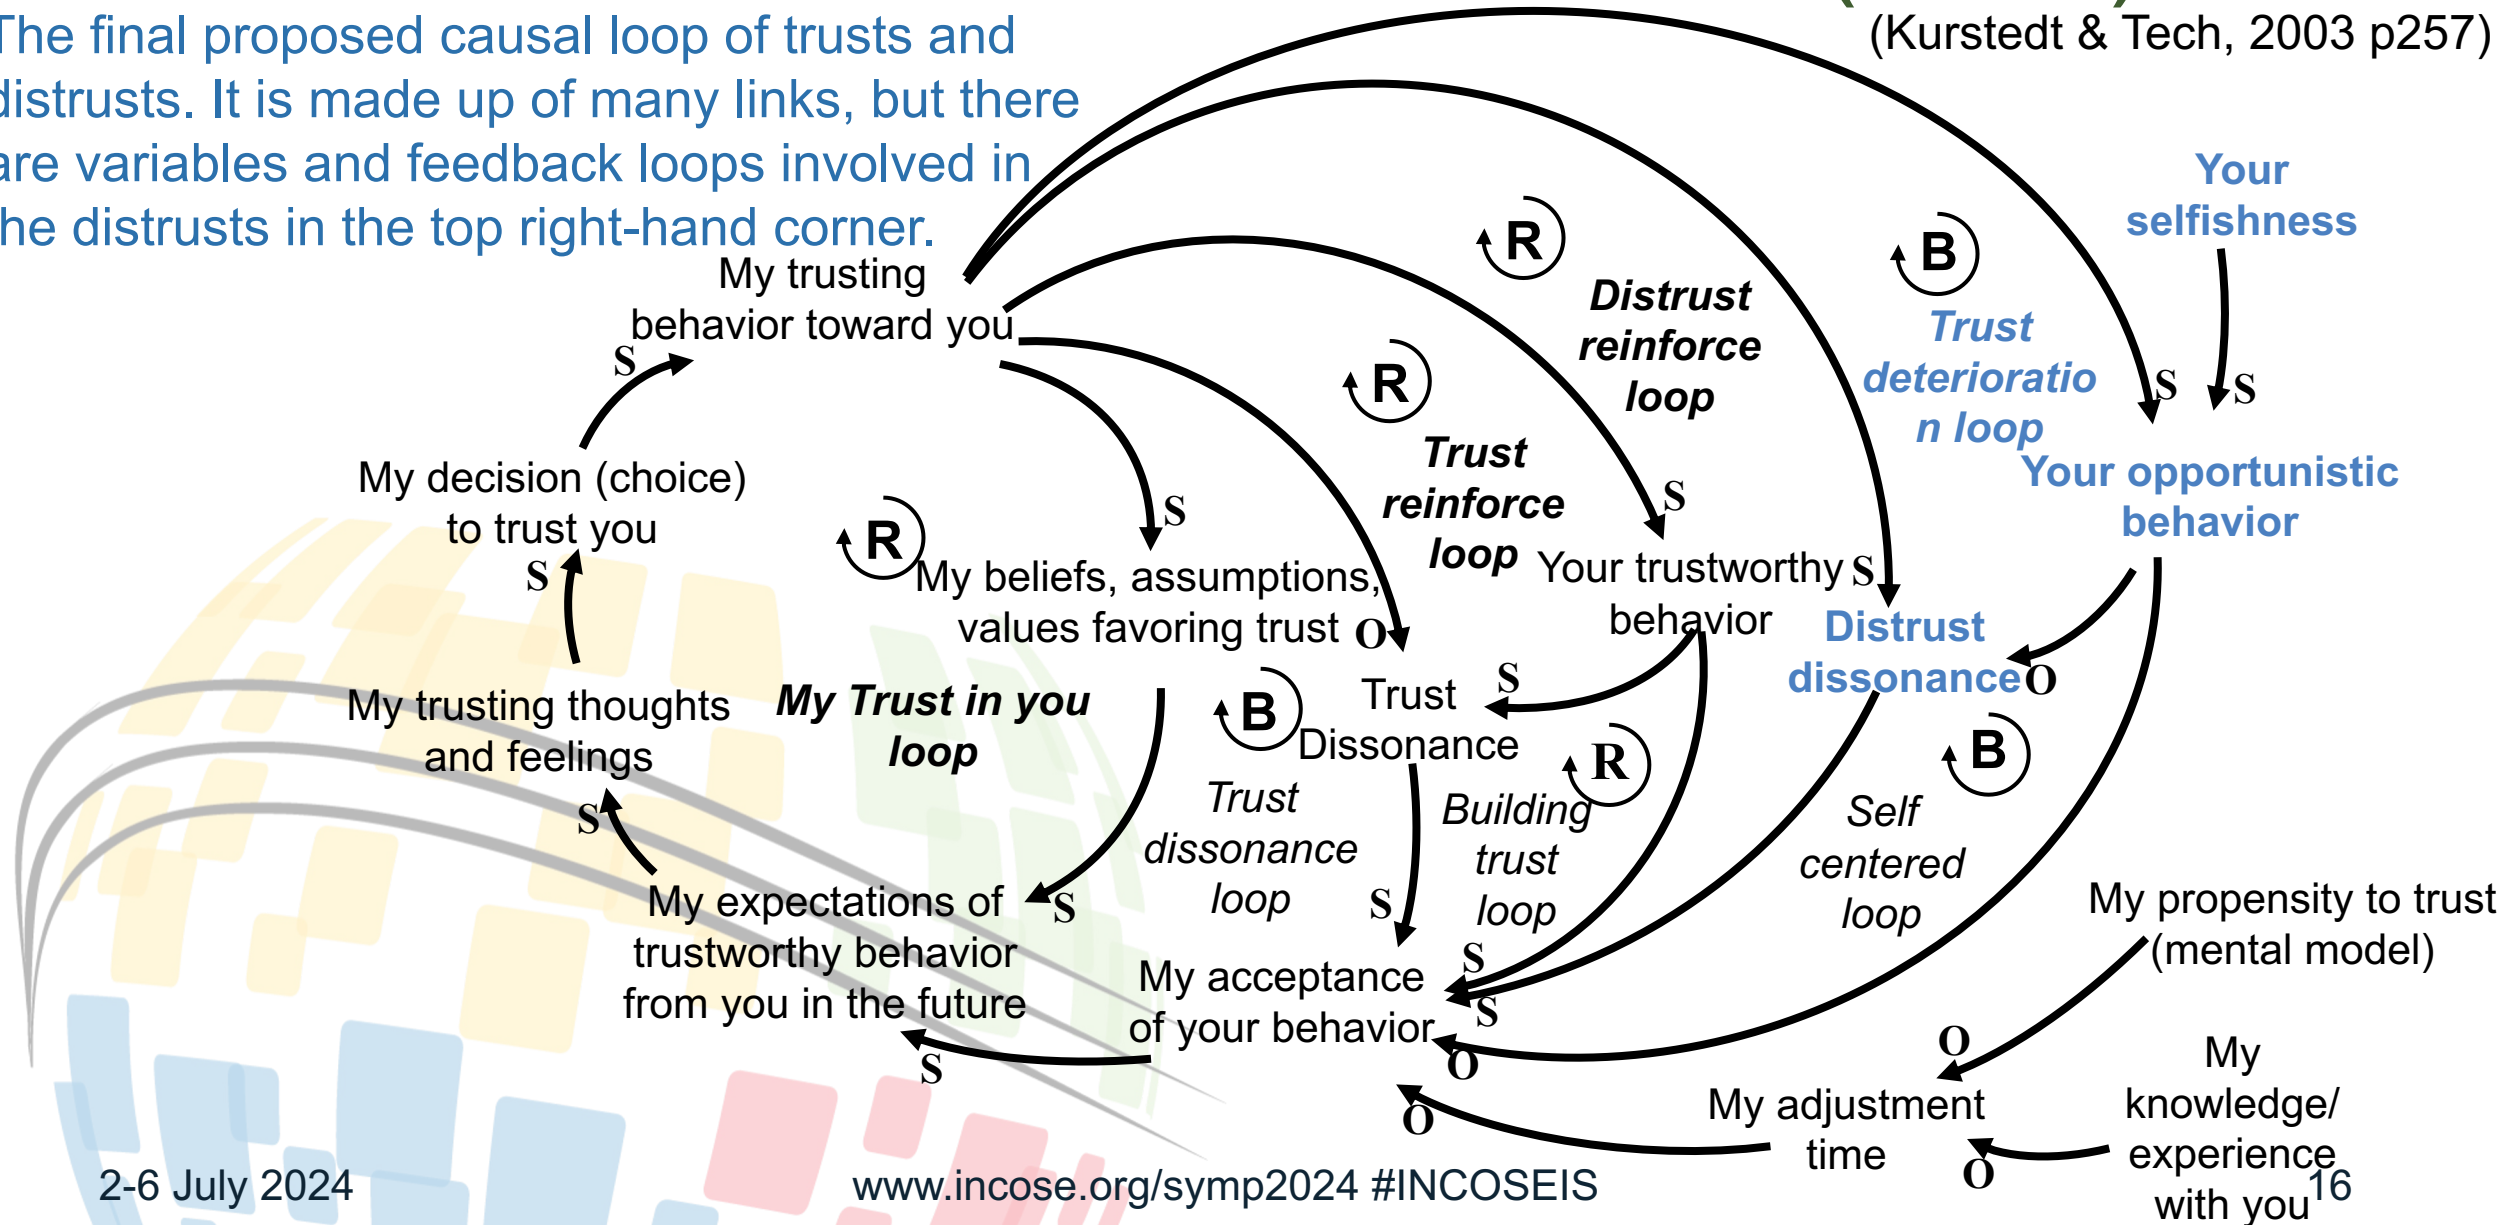 The final proposed causal loop of trusts and
distrusts. It is made up of many links, but there
are variables and feedback loops involved in
the distrusts in the top right-hand corner.
(Kurstedt & Tech, 2003 p257)
Your
selfishness
S
S
R
Distrust
reinforce
loop
B
Trust
deterioratio
n loop
My trusting
behavior toward you
S
R
Trust
reinforce
loop
S
Your opportunistic
behavior
My decision (choice)
to trust you
S
R
S
My beliefs, assumptions,
values favoring trust
O
Your trustworthy
behavior
S
Distrust
dissonance
O
My trusting thoughts
and feelings
S
My Trust in you
loop
B
Trust
Dissonance
S
R
B
Trust
dissonance
loop
Building
trust
loop
Self
centered
loop
My expectations of
trustworthy behavior
from you in the future
S
S
S
S
My acceptance
of your behavior
S
O
O
My propensity to trust
(mental model)
O
My adjustment
time
O
My
knowledge/
experience
with you
2-6 July 2024
www.incose.org/symp2024 #INCOSEIS
16